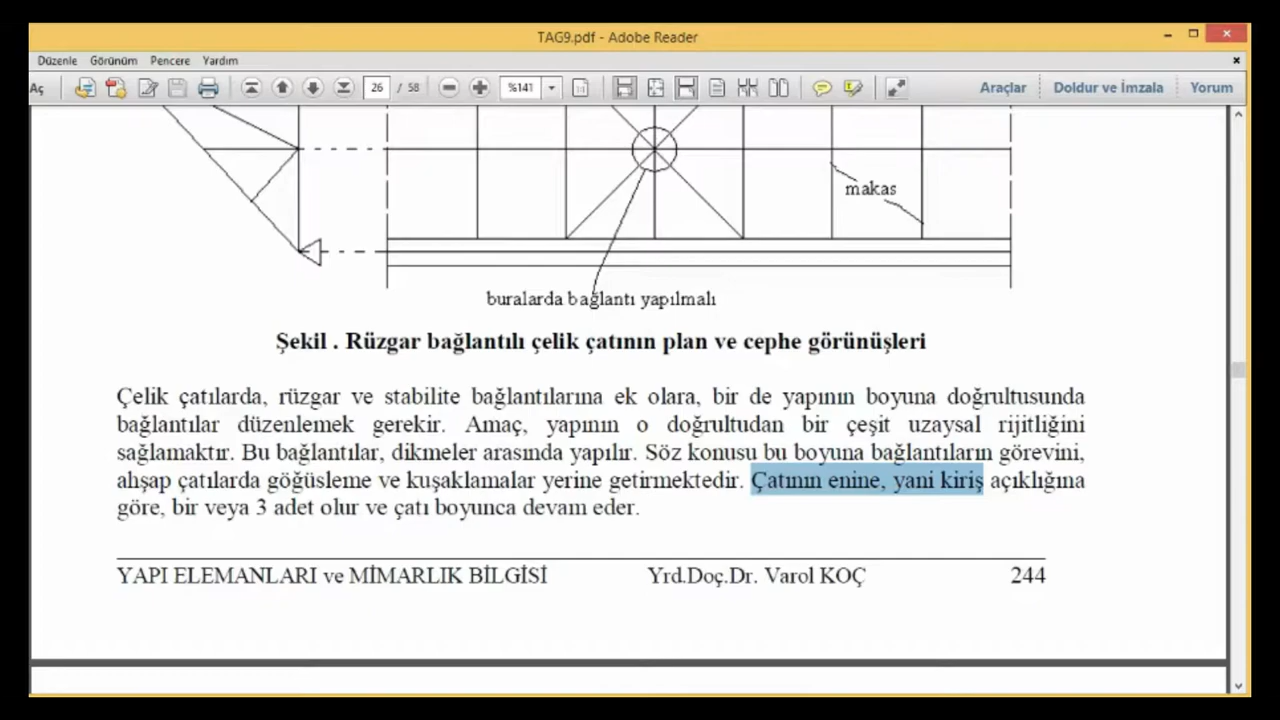 TAG9.pdf - Adobe Reader
Düzenle Görünüm Pencere Yardım
Aç 26 / 58 %141 Araçlar Doldur ve İmzala Yorum
makas
buralarda bağlantı yapılmalı
Şekil . Rüzgar bağlantılı çelik çatının plan ve cephe görünüşleri
Çelik çatılarda, rüzgar ve stabilite bağlantılarına ek olara, bir de yapının boyuna doğrultusunda
bağlantılar düzenlemek gerekir. Amaç, yapının o doğrultudan bir çeşit uzaysal rijitliğini
sağlamaktır. Bu bağlantılar, dikmeler arasında yapılır. Söz konusu bu boyuna bağlantıların görevini,
ahşap çatılarda göğüsleme ve kuşaklamalar yerine getirmektedir. Çatının enine, yani kiriş açıklığına
göre, bir veya 3 adet olur ve çatı boyunca devam eder.
YAPI ELEMANLARI ve MİMARLIK BİLGİSİ Yrd.Doç.Dr. Varol KOÇ 244